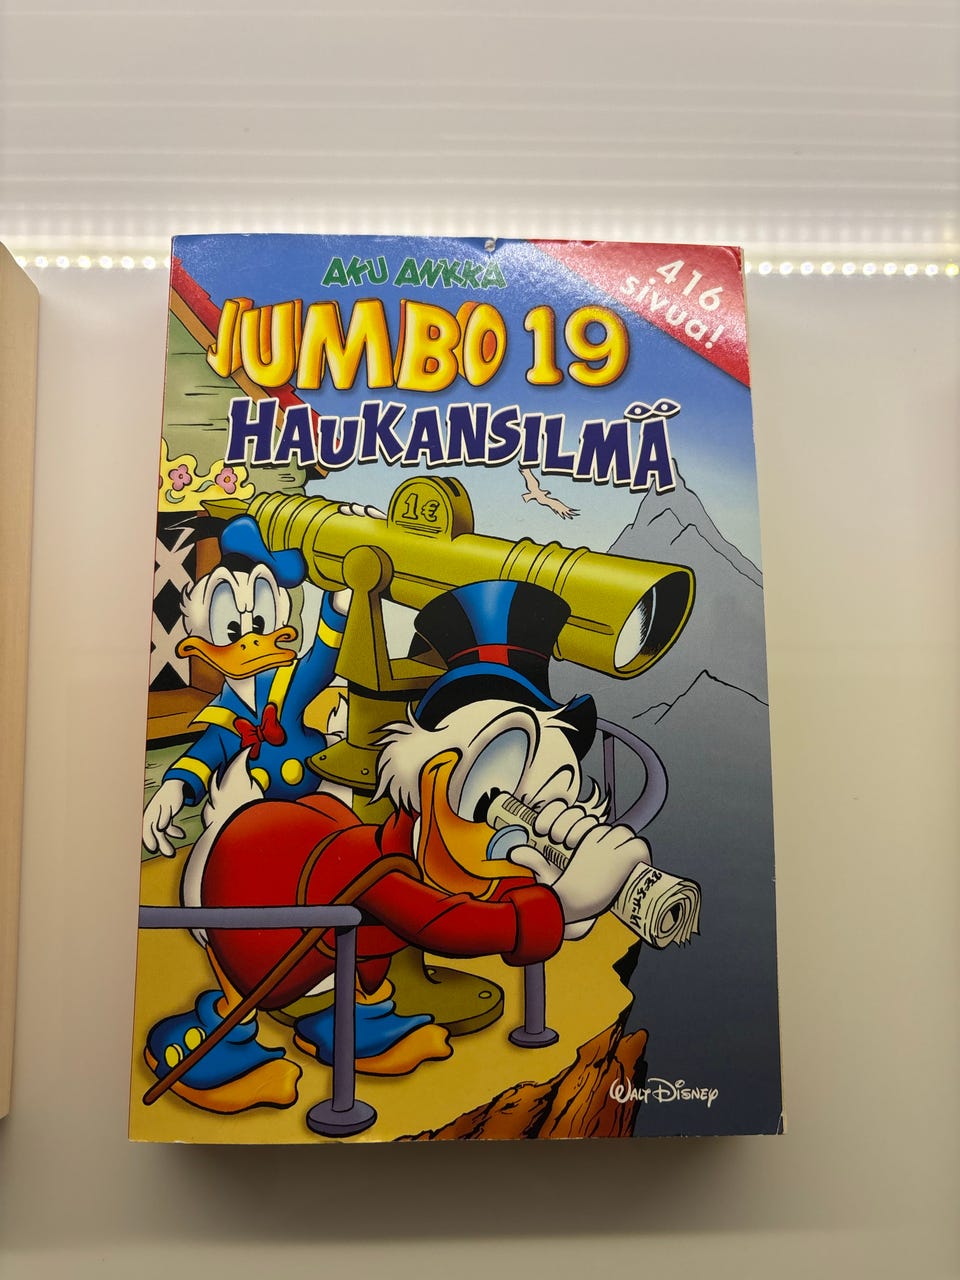 AKU ANKKA
416
sivua!
JUMBO 19
HAUKANSILMÄ
1€
WALT DISNEY